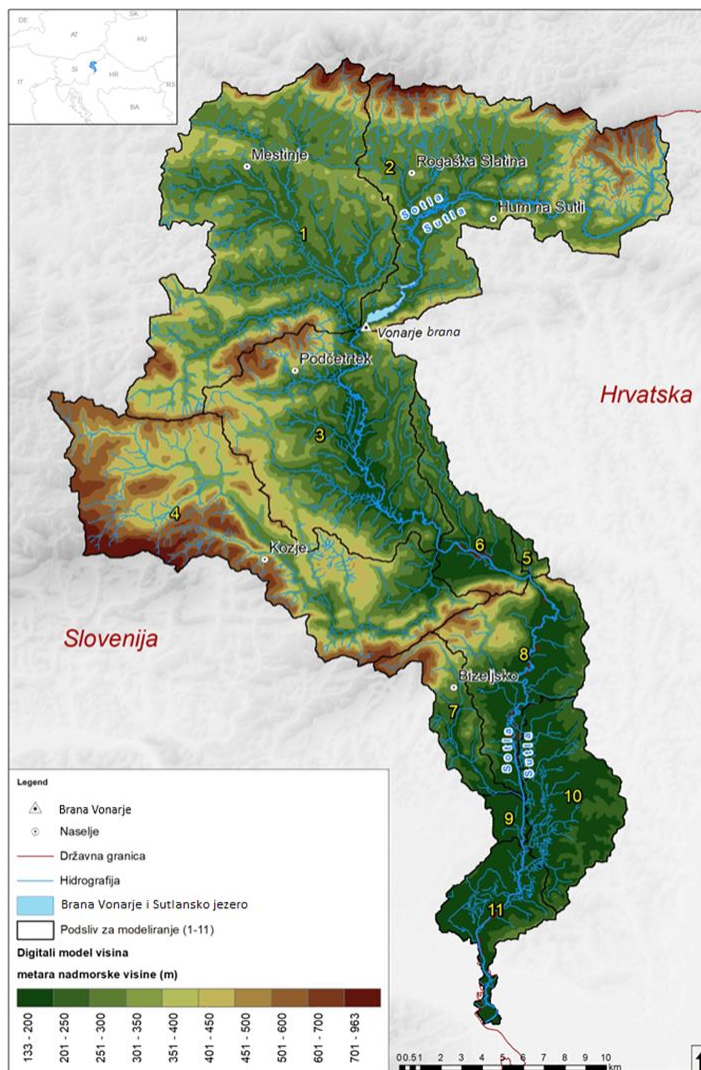 DE
SK
AT
HU
SI
HR
IT
RS
BA
Mestinje
2
Rogaška Slatina
Sotla
Sutla
Hum na Sutli
1
Vonarje brana
Podčetrtek
Hrvatska
3
4
6
5
Kozje
Slovenija
8
Bizeljsko
7
Sotla
Sutla
10
9
11
Legend
Brana Vonarje
Naselje
Državna granica
Hidrografija
Brana Vonarje i Sutlansko jezero
Podsliv za modeliranje (1-11)
Digitali model visina
metara nadmorske visine (m)
133 - 200
201 - 250
251 - 300
301 - 350
351 - 400
401 - 450
451 - 500
501 - 600
601 - 700
701 - 963
0 0.5 1 2 3 4 5 6 7 8 9 10
km